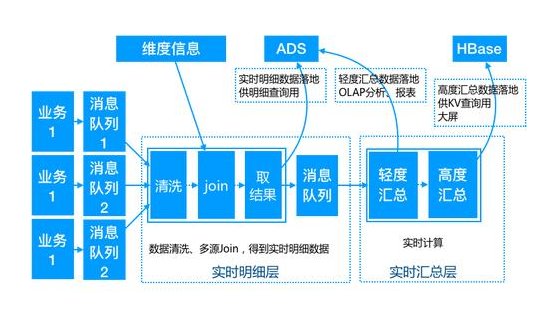 维度信息
ADS
HBase
实时明细数据落地
供明细查询用
轻度汇总数据落地
OLAP分析、报表
高度汇总数据落地
供KV查询用
大屏
业务
1
消息
队列
1
业务
1
消息
队列
2
业务
1
消息
队列
2
清洗
join
取
结果
消息
队列
轻度
汇总
高度
汇总
数据清洗、多源Join，得到实时明细数据
实时计算
实时明细层
实时汇总层